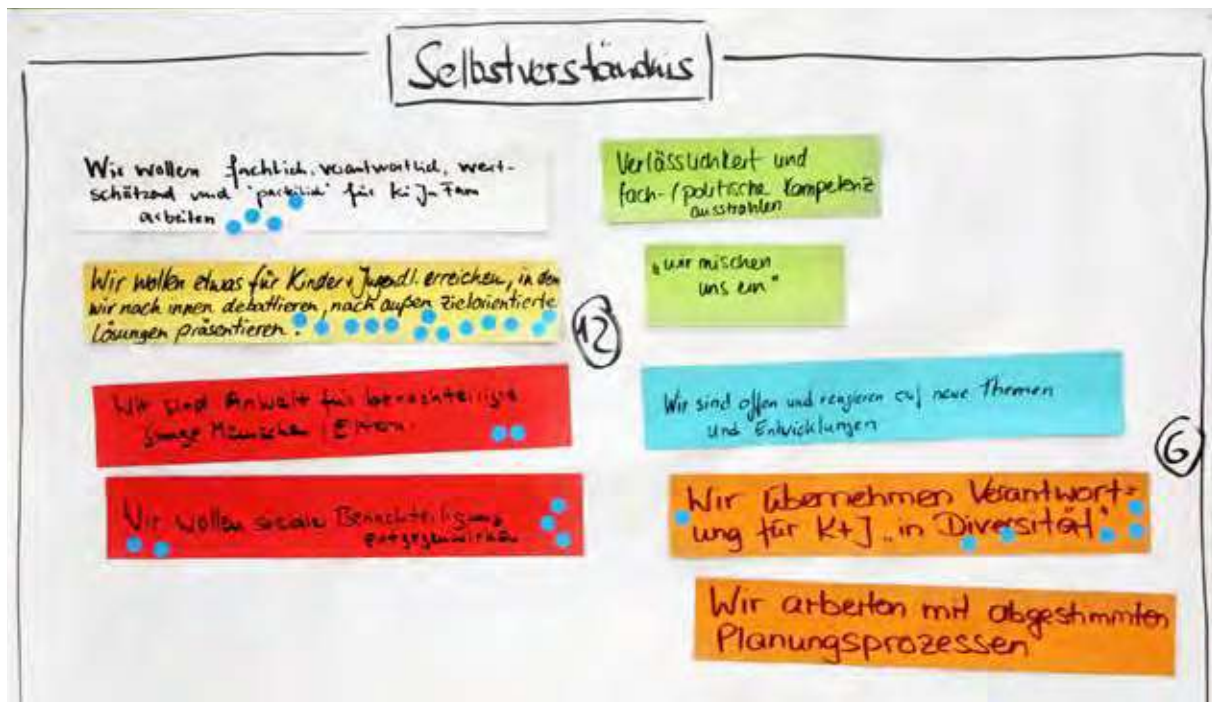 Selbstverständnis
Wir wollen fachlich, verantwortlich, wert-
schätzend und "parteilich" für Ki Ju Fam
arbeiten
Wir wollen etwas für Kinder + Jugendl. erreichen, in dem
wir nach innen debattieren, nach außen zielorientierte
Lösungen präsentieren.
12
Wir sind Anwalt für benachteiligte
junge Menschen / Eltern.
Wir wollen soziale Benachteiligung
entgegenwirken
Verlässlichkeit und
fach-/politische Kompetenz
ausstrahlen
„wir mischen
uns ein"
Wir sind offen und reagieren auf neue Themen
und Entwicklungen
6
Wir übernehmen Verantwort-
ung für K+J „in Diversität"
Wir arbeiten mit abgestimmten
Planungsprozessen